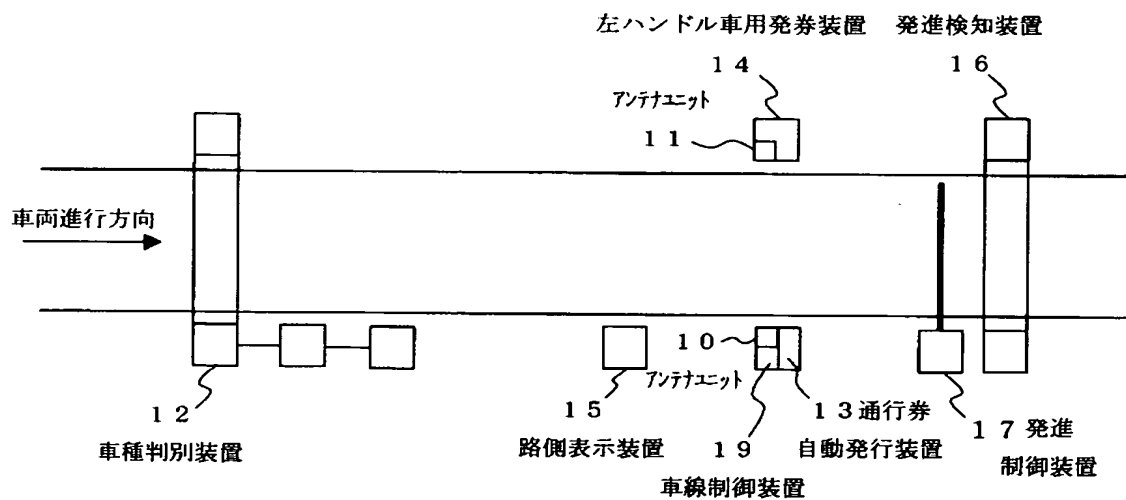 左ハンドル車用発券装置 発進検知装置
14 16
アンテナユニット
11
車両進行方向
10
アンテナユニット
12 15 13通行券 17発進
車種判別装置 路側表示装置 19 自動発行装置 制御装置
車線制御装置